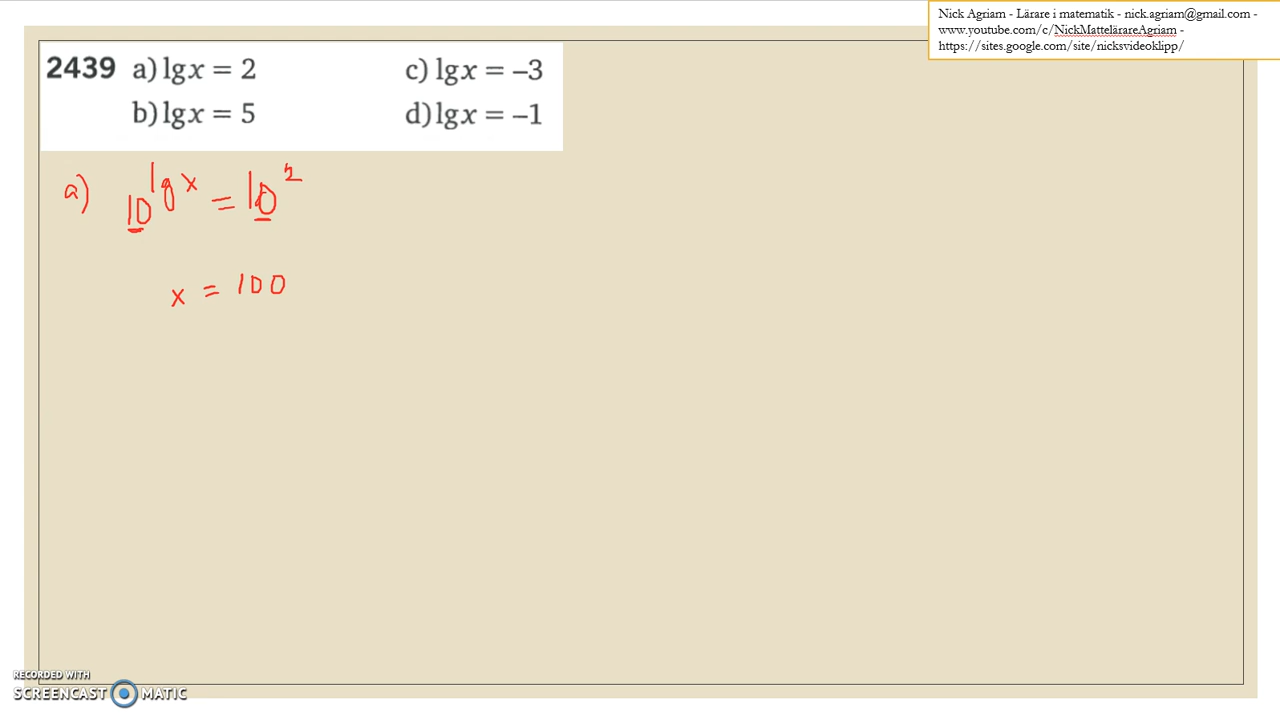 Nick Agriam - Lärare i matematik - nick.agriam@gmail.com -
www.youtube.com/c/NickMattelärareAgriam -
https://sites.google.com/site/nicksvideoklipp/
2439 a) lg x = 2 c) lg x = –3
b) lg x = 5 d) lg x = –1
a) 10^lg x = 10^2
x = 100
RECORDED WITH
SCREENCAST MATIC